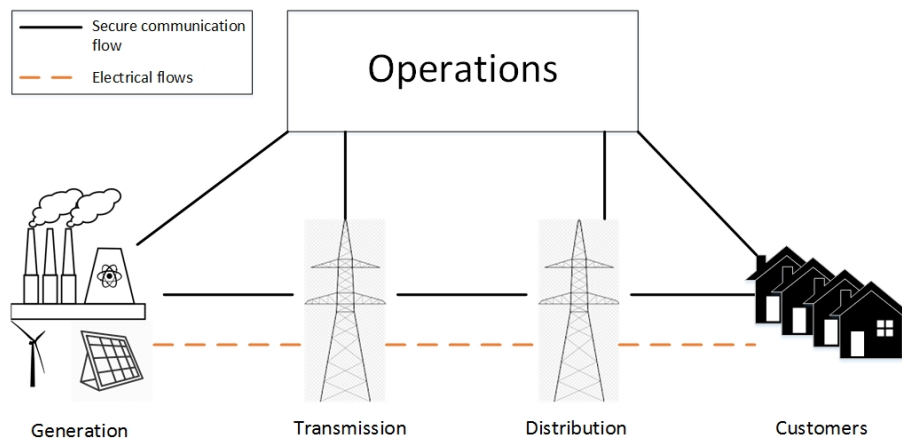 Secure communication
flow
Electrical flows
Operations
Generation
Transmission
Distribution
Customers